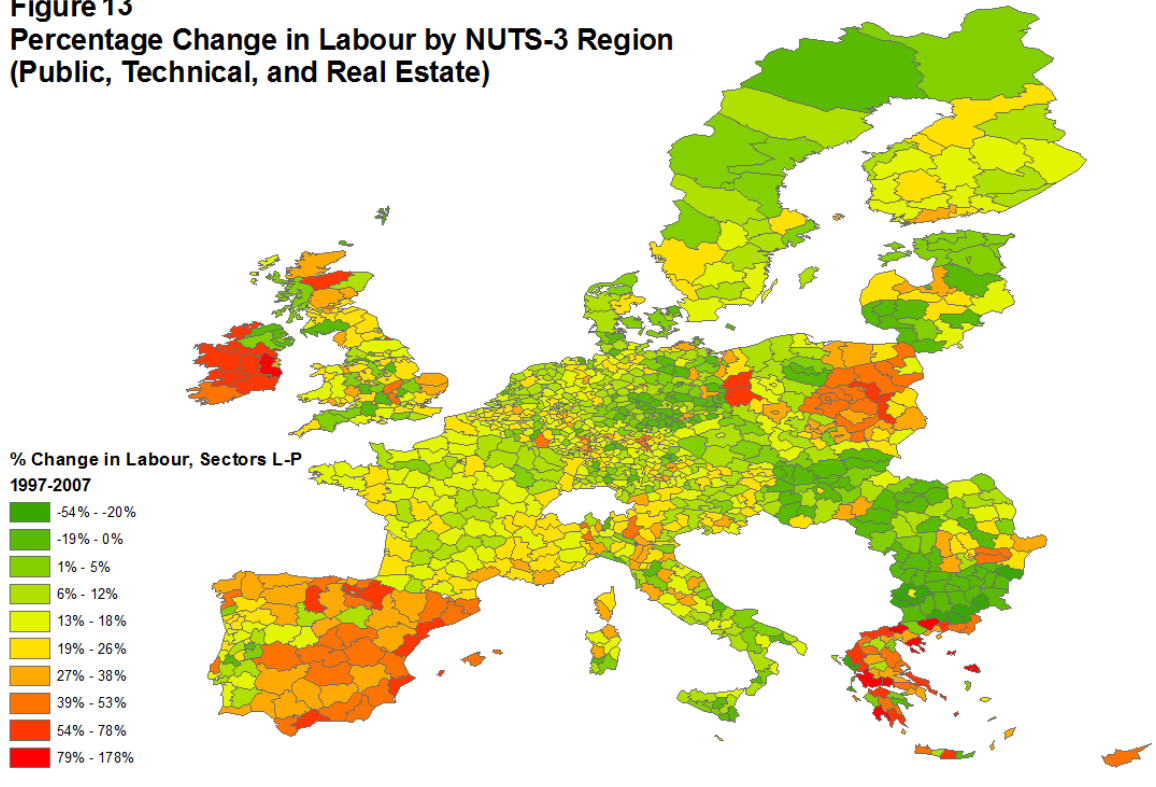 Figure 13
Percentage Change in Labour by NUTS-3 Region
(Public, Technical, and Real Estate)
% Change in Labour, Sectors L-P
1997-2007
-54% - -20%
-19% - 0%
1% - 5%
6% - 12%
13% - 18%
19% - 26%
27% - 38%
39% - 53%
54% - 78%
79% - 178%